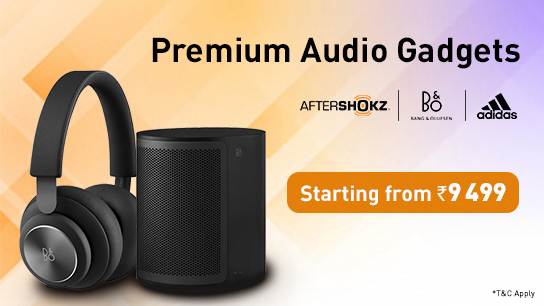 Premium Audio Gadgets
AFTERSHOKZ
B&O
BANG & OLUFSEN
adidas
Starting from ₹9 499
B&O
*T&C Apply